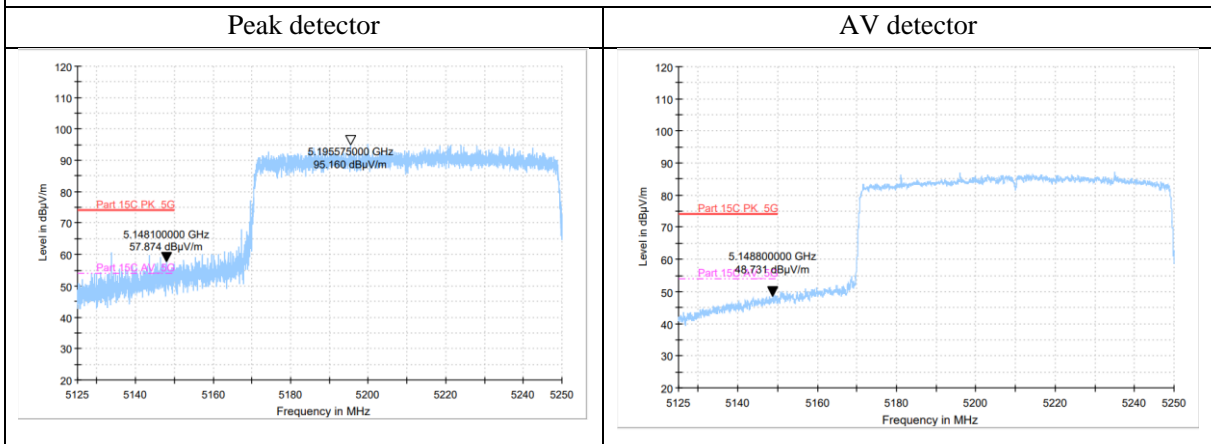 Peak detector
AV detector
120
110
100
90
80
70
60
50
40
30
20
Level in dBµV/m
5.195575000 GHz
95.160 dBµV/m
Part 15C PK_5G
5.148100000 GHz
57.874 dBµV/m
Part 15C AV_5G
5125 5140 5160 5180 5200 5220 5250
Frequency in MHz
120
110
100
90
80
70
60
50
40
30
20
Level in dBµV/m
Part 15C PK_5G
5.148800000 GHz
48.731 dBµV/m
Part 15C AV_5G
5125 5140 5160 5180 5200 5220 5250
Frequency in MHz